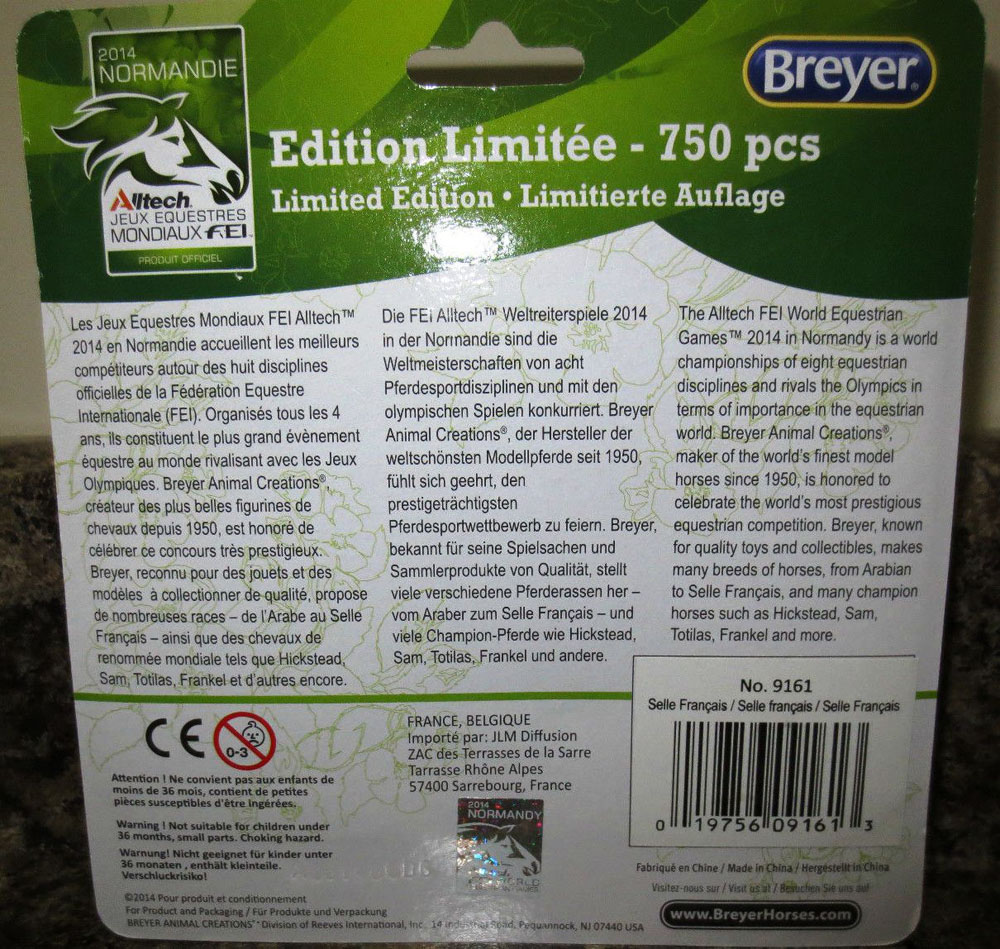 2014
NORMANDIE
Alltech
JEUX EQUESTRES
MONDIAUX FEI
PRODUIT OFFICIEL
Breyer®
Edition Limitée - 750 pcs
Limited Edition • Limitierte Auflage
Les Jeux Equestres Mondiaux FEI Alltech™
2014 en Normandie accueillent les meilleurs
compétiteurs autour des huit disciplines
officielles de la Fédération Equestre
Internationale (FEI). Organisés tous les 4
ans, ils constituent le plus grand évènement
équestre au monde rivalisant avec les Jeux
Olympiques. Breyer Animal Creations®,
créateur des plus belles figurines de
chevaux depuis 1950, est honoré de
célébrer ce concours très prestigieux.
Breyer, reconnu pour des jouets et des
modèles à collectionner de qualité, propose
de nombreuses races – de l'Arabe au Selle
Français – ainsi que des chevaux de
renommée mondiale tels que Hickstead,
Sam, Totilas, Frankel et d'autres encore.
Die FEI Alltech™ Weltreiterspiele 2014
in der Normandie sind die
Weltmeisterschaften von acht
Pferdesportdisziplinen und mit den
olympischen Spielen konkurriert. Breyer
Animal Creations®, der Hersteller der
weltschönsten Modellpferde seit 1950,
fühlt sich geehrt, den
prestigeträchtigsten
Pferdesportwettbewerb zu feiern. Breyer,
bekannt für seine Spielsachen und
Sammlerprodukte von Qualität, stellt
viele verschiedene Pferderassen her –
vom Araber zum Selle Français – und
viele Champion-Pferde wie Hickstead,
Sam, Totilas, Frankel und andere.
The Alltech FEI World Equestrian
Games™ 2014 in Normandy is a world
championships of eight equestrian
disciplines and rivals the Olympics in
terms of importance in the equestrian
world. Breyer Animal Creations®,
maker of the world's finest model
horses since 1950, is honored to
celebrate the world's most prestigious
equestrian competition. Breyer, known
for quality toys and collectibles, makes
many breeds of horses, from Arabian
to Selle Français, and many champion
horses such as Hickstead, Sam,
Totilas, Frankel and more.
CE
0-3
Attention ! Ne convient pas aux enfants de
moins de 36 mois, contient de petites
pièces susceptibles d'être ingérées.
Warning ! Not suitable for children under
36 months, small parts. Choking hazard.
Warnung! Nicht geeignet für kinder unter
36 monaten , enthält kleinteile.
Verschluckrisiko!
FRANCE, BELGIQUE
Importé par: JLM Diffusion
ZAC des Terrasses de la Sarre
Tarrasse Rhône Alpes
57400 Sarrebourg, France
2014
NORMANDY
No. 9161
Selle Français / Selle français / Selle Français
0 19756 09161 3
Fabriqué en Chine / Made in China / Hergestellt in China
Visitez-nous sur / Visit us at / Besuchen Sie uns auf
www.BreyerHorses.com
©2014 Pour produit et conditionnement
For Product and Packaging / Für Produkte und Verpackung
BREYER ANIMAL CREATIONS® Division of Reeves International, Inc. 14 Industrial Road, Pequannock, NJ 07440 USA